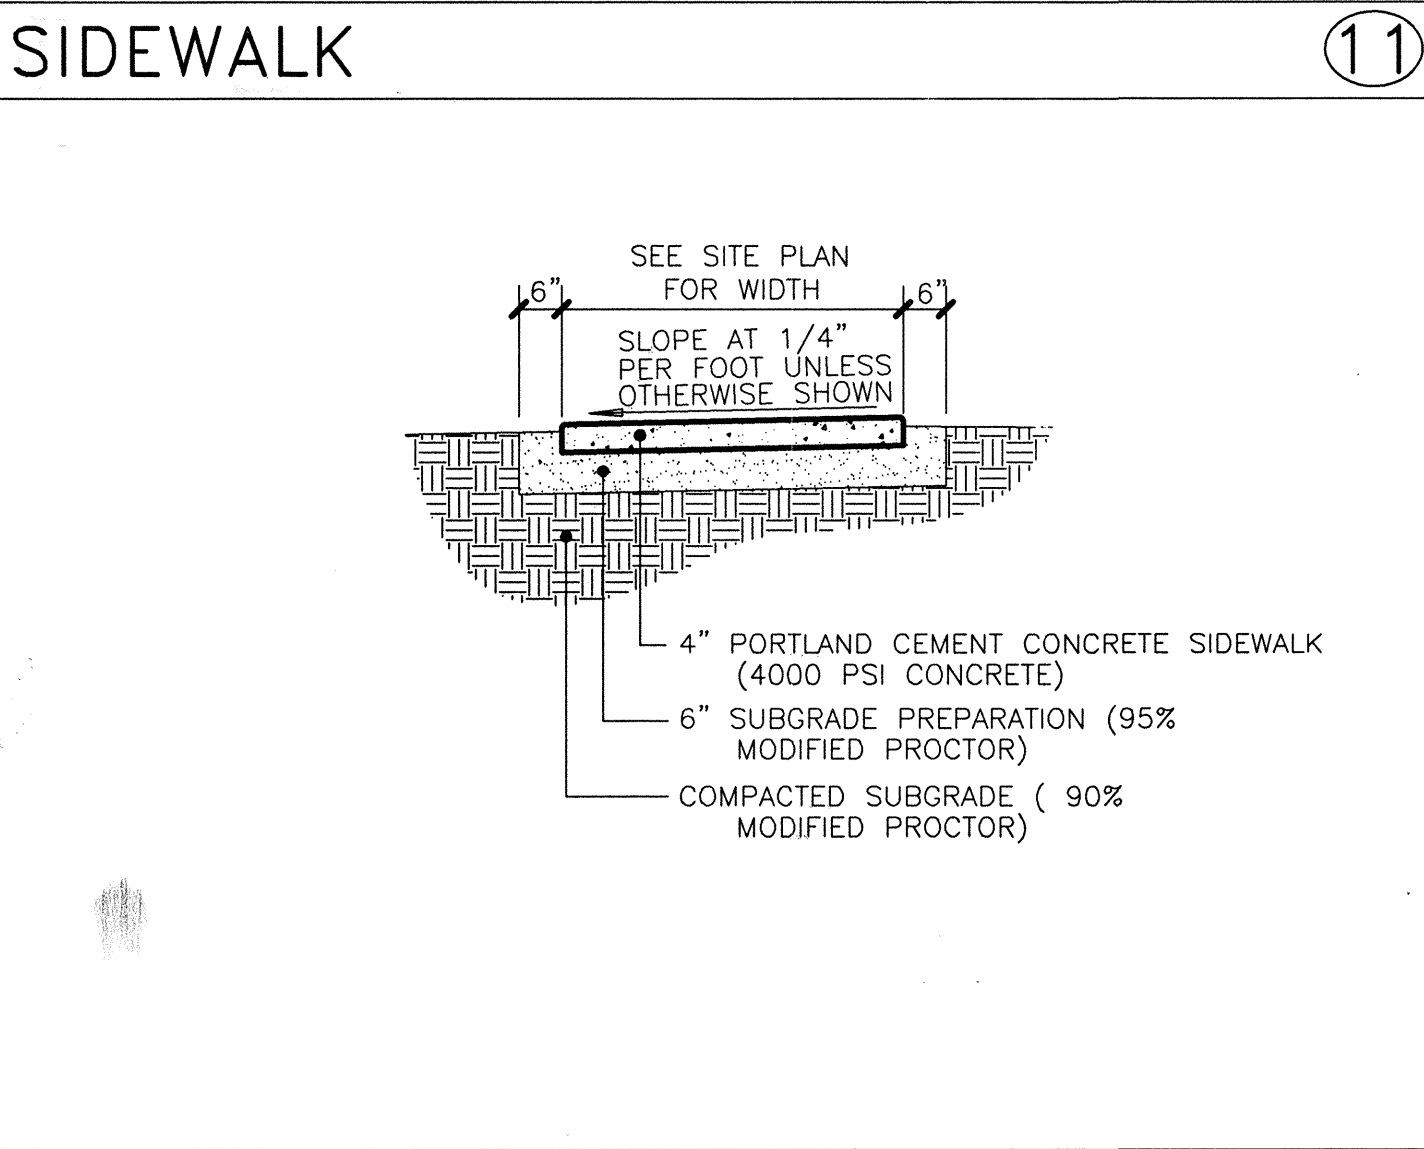 SIDEWALK
11
SEE SITE PLAN
FOR WIDTH
6" 6"
SLOPE AT 1/4"
PER FOOT UNLESS
OTHERWISE SHOWN
4" PORTLAND CEMENT CONCRETE SIDEWALK
(4000 PSI CONCRETE)
6" SUBGRADE PREPARATION (95%
MODIFIED PROCTOR)
COMPACTED SUBGRADE ( 90%
MODIFIED PROCTOR)